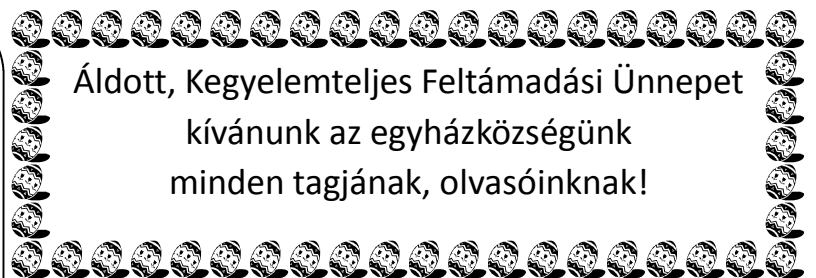 Áldott, Kegyelemteljes Feltámadási Ünnepet
kívánunk az egyházközségünk
minden tagjának, olvasóinknak!